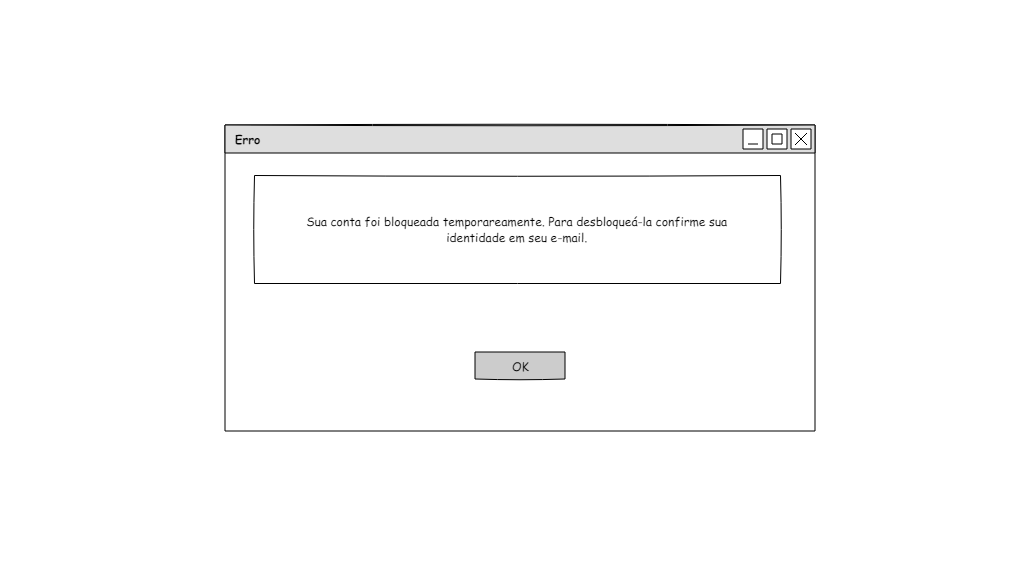 Erro
Sua conta foi bloqueada temporareamente. Para desbloqueá-la confirme sua
identidade em seu e-mail.
OK